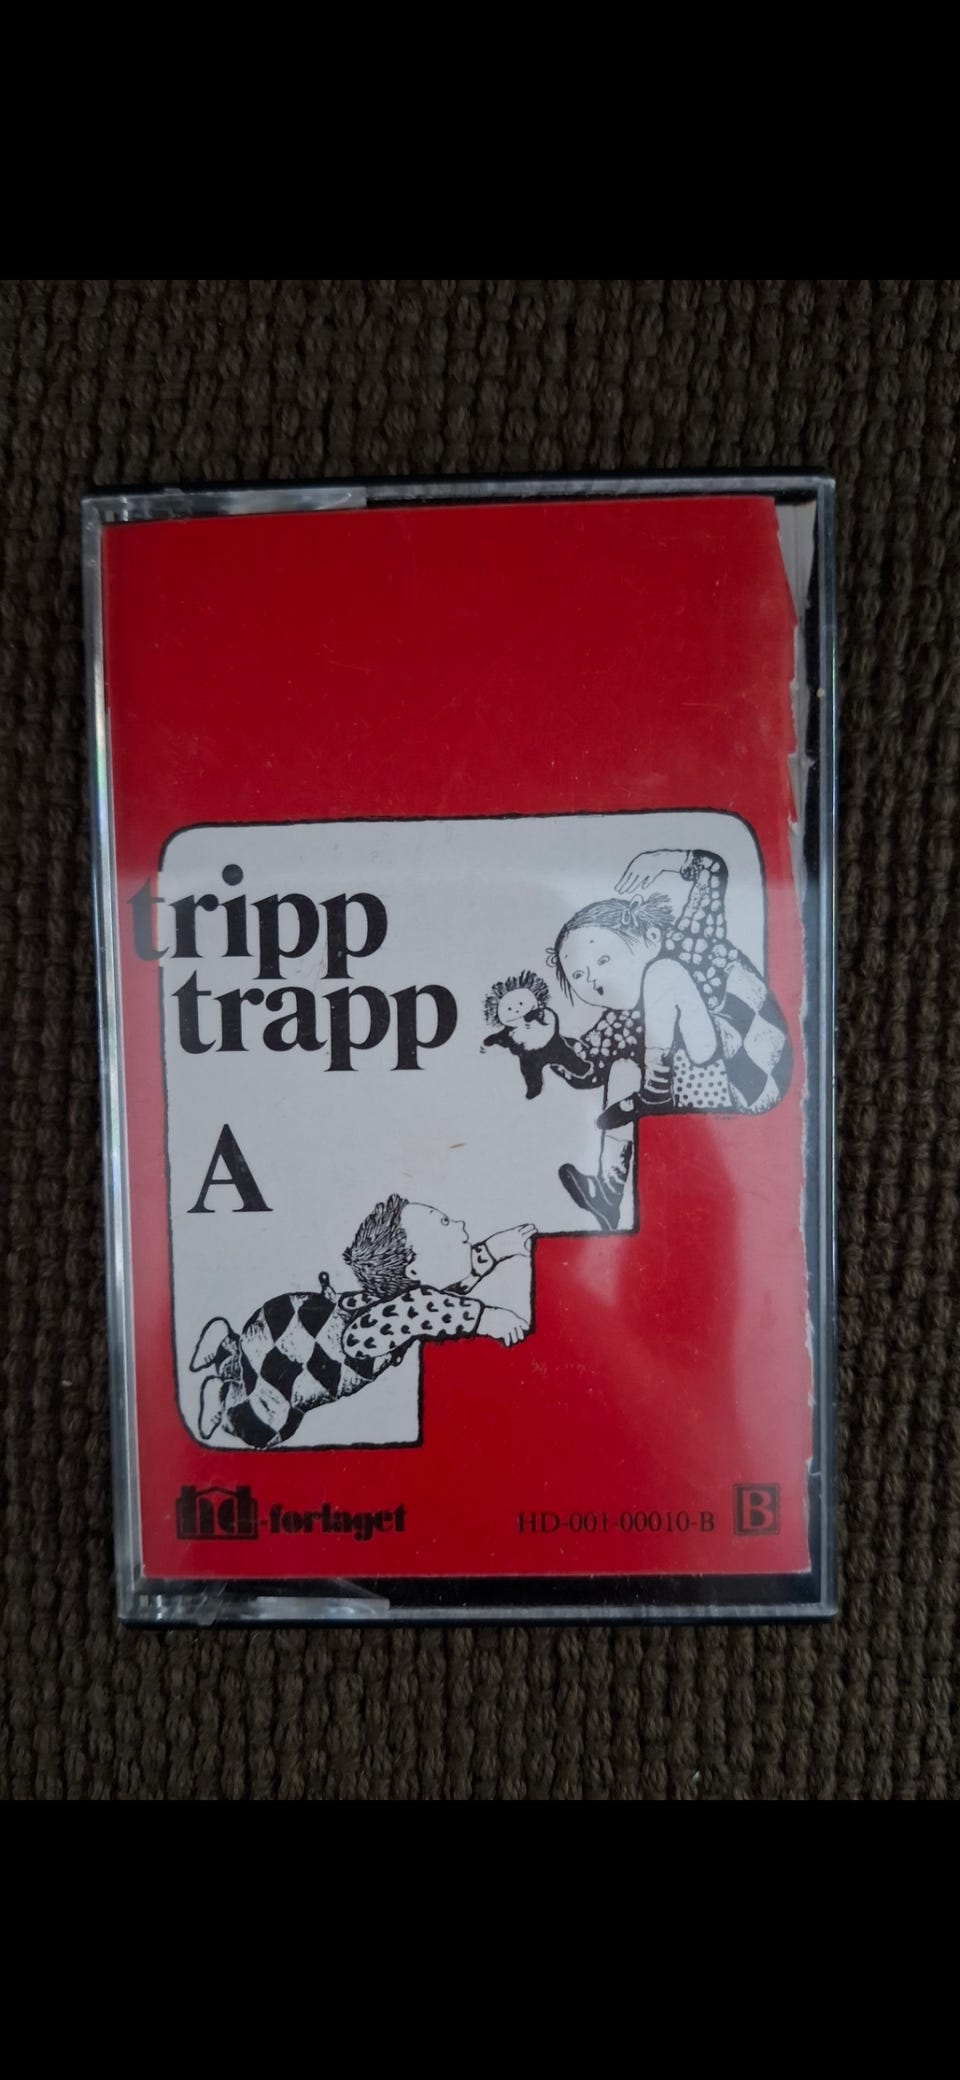 tripp
trapp
A
hd-forlaget
HD-001-00010-B
B